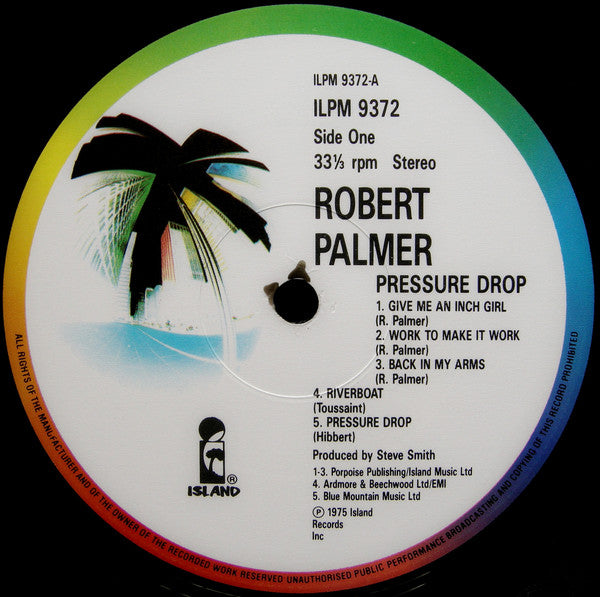 ILPM 9372-A
ILPM 9372
Side One
33⅓ rpm Stereo
ROBERT
PALMER
PRESSURE DROP
1. GIVE ME AN INCH GIRL
(R. Palmer)
2. WORK TO MAKE IT WORK
(R. Palmer)
3. BACK IN MY ARMS
(R. Palmer)
4. RIVERBOAT
(Toussaint)
5. PRESSURE DROP
(Hibbert)
Produced by Steve Smith
1-3. Porpoise Publishing/Island Music Ltd
4. Ardmore & Beechwood Ltd/EMI
5. Blue Mountain Music Ltd
Ⓟ 1975 Island
Records
Inc
ISLAND®
ALL RIGHTS OF THE MANUFACTURER AND OF THE OWNER OF THE RECORDED WORK RESERVED UNAUTHORISED PUBLIC PERFORMANCE BROADCASTING AND COPYING OF THIS RECORD PROHIBITED